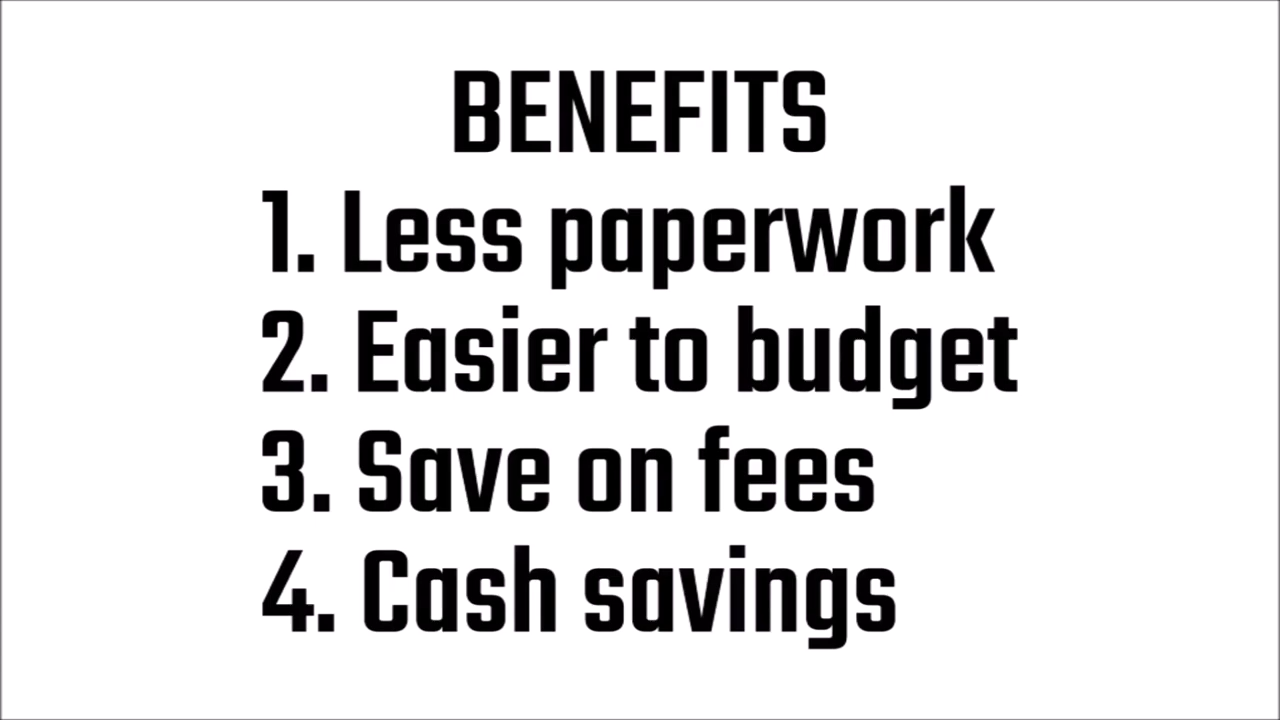 BENEFITS
1. Less paperwork
2. Easier to budget
3. Save on fees
4. Cash savings